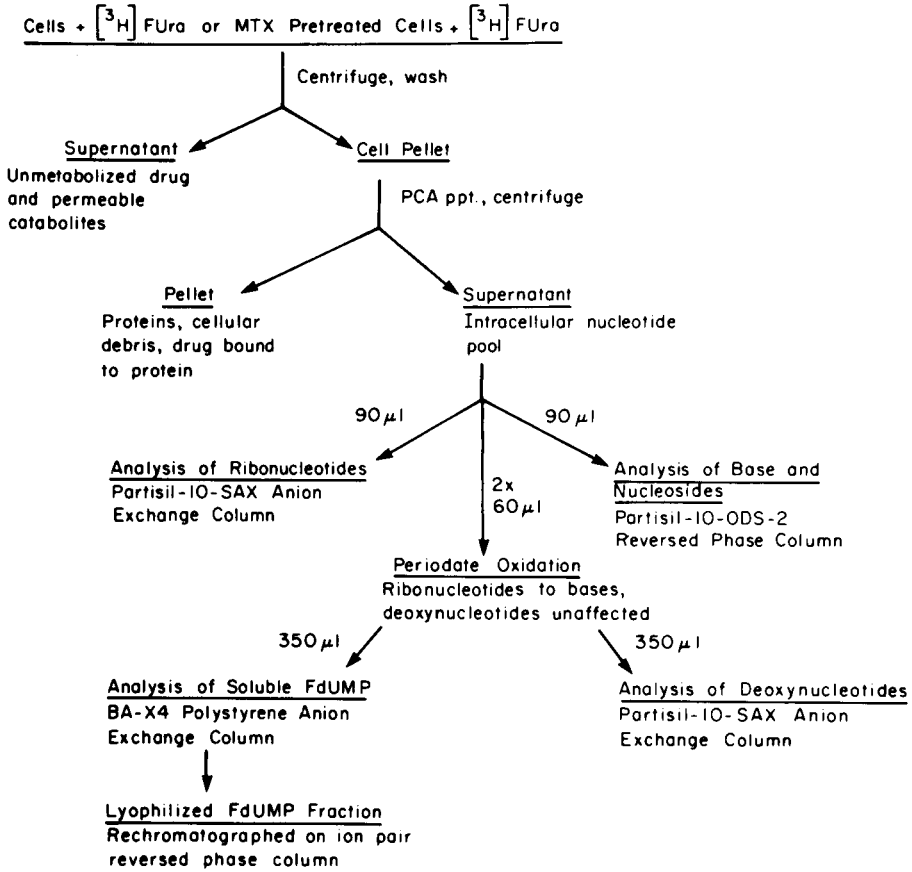 Cells + [³H] FUra or MTX Pretreated Cells + [³H] FUra
Centrifuge, wash
Supernatant
Unmetabolized drug
and permeable
catabolites
Cell Pellet
PCA ppt., centrifuge
Pellet
Proteins, cellular
debris, drug bound
to protein
Supernatant
Intracellular nucleotide
pool
90 μl
90 μl
Analysis of Ribonucleotides
Partisil-10-SAX Anion
Exchange Column
2x
60 μl
Analysis of Base and
Nucleosides
Partisil-10-ODS-2
Reversed Phase Column
Periodate Oxidation
Ribonucleotides to bases,
deoxynucleotides unaffected
350 μl
350 μl
Analysis of Soluble FdUMP
BA-X4 Polystyrene Anion
Exchange Column
Analysis of Deoxynucleotides
Partisil-10-SAX Anion
Exchange Column
Lyophilized FdUMP Fraction
Rechromatographed on ion pair
reversed phase column